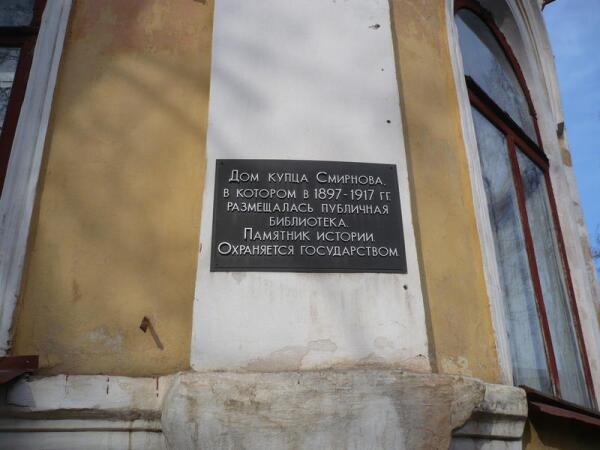 Дом купца Смирнова,
в котором в 1897-1917 гг.
размещалась публичная
библиотека.
Памятник истории.
Охраняется государством.